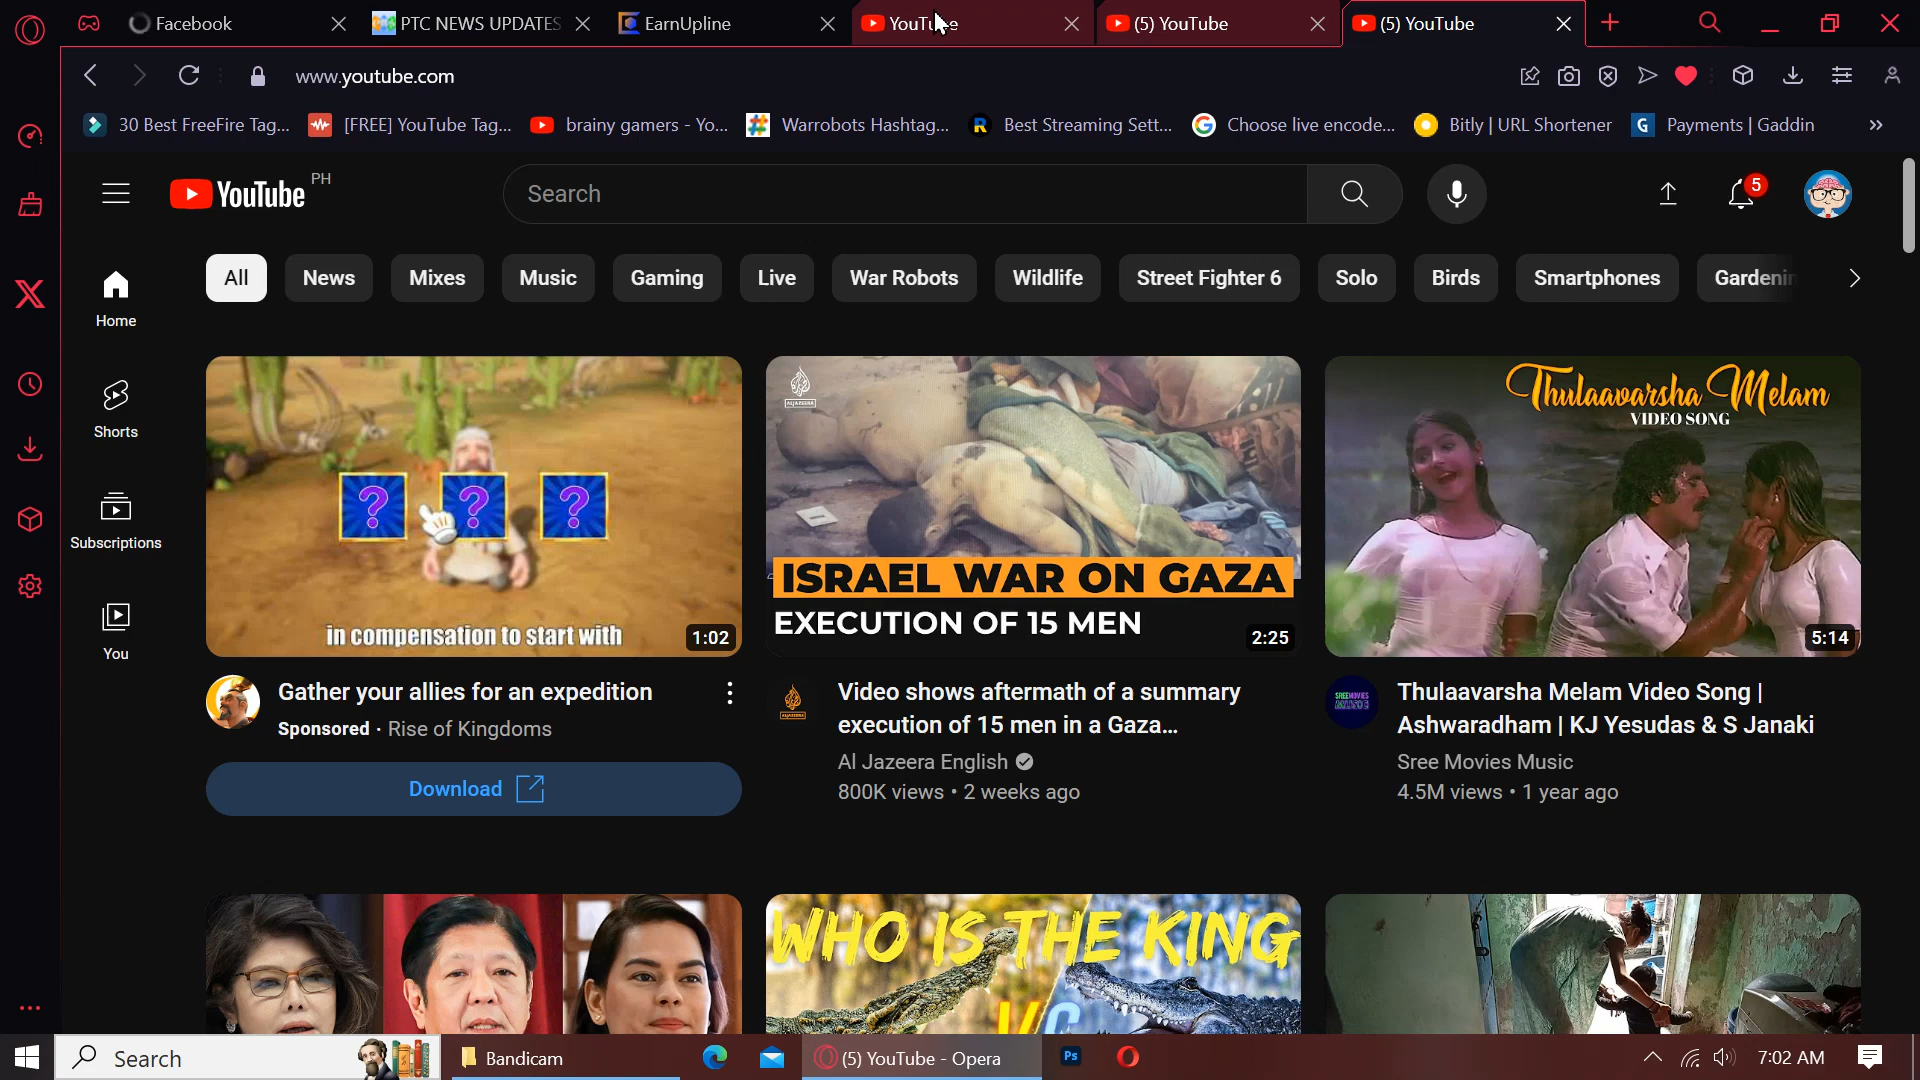 Facebook
PTC NEWS UPDATES
EarnUpline
YouTube
(5) YouTube
(5) YouTube
www.youtube.com
30 Best FreeFire Tag...
[FREE] YouTube Tag...
brainy gamers - Yo...
Warrobots Hashtag...
Best Streaming Sett...
Choose live encode...
Bitly | URL Shortener
Payments | Gaddin
YouTube PH
Search
5
All
News
Mixes
Music
Gaming
Live
War Robots
Wildlife
Street Fighter 6
Solo
Birds
Smartphones
Gardenin
Home
Shorts
Subscriptions
You
in compensation to start with
1:02
Gather your allies for an expedition
Sponsored · Rise of Kingdoms
Download
ALJAZEERA
ISRAEL WAR ON GAZA
EXECUTION OF 15 MEN
2:25
Video shows aftermath of a summary
execution of 15 men in a Gaza...
Al Jazeera English
800K views • 2 weeks ago
Thulaavarsha Melam
VIDEO SONG
5:14
Thulaavarsha Melam Video Song |
Ashwaradham | KJ Yesudas & S Janaki
Sree Movies Music
4.5M views • 1 year ago
WHO IS THE KING
Search
Bandicam
(5) YouTube - Opera
Ps
7:02 AM